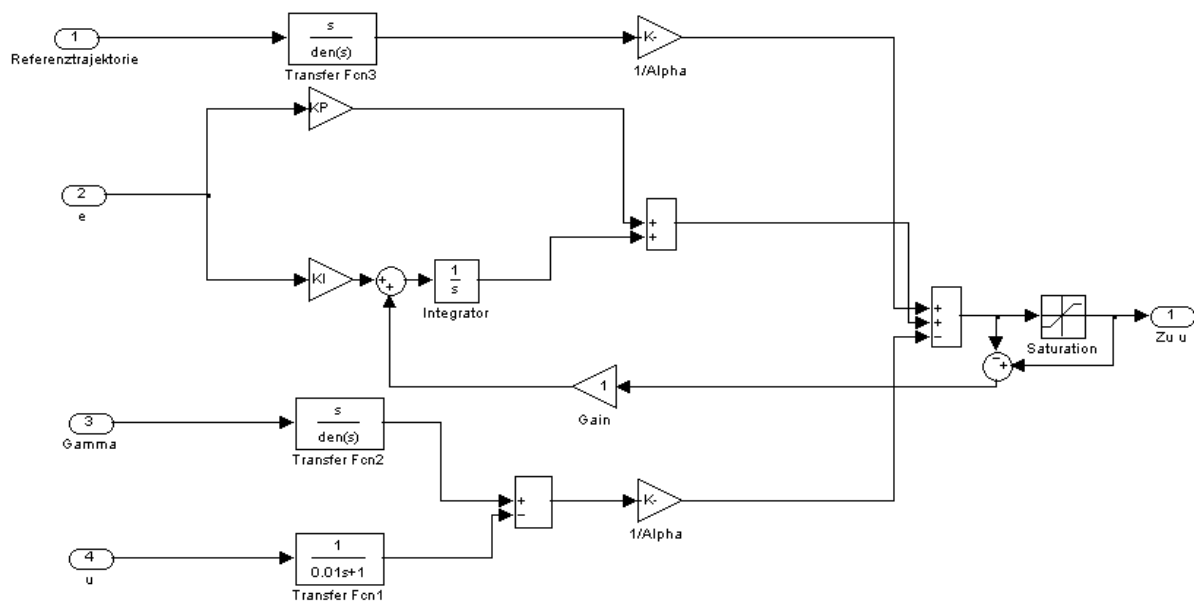 1
Referenztrajektorie
s
den(s)
Transfer Fcn3
K-
1/Alpha
KP
2
e
KI
+
+
1
s
Integrator
+
+
+
+
−
Saturation
1
Zu u
−
+
1
Gain
3
Gamma
s
den(s)
Transfer Fcn2
+
−
K-
1/Alpha
4
u
1
0.01s+1
Transfer Fcn1